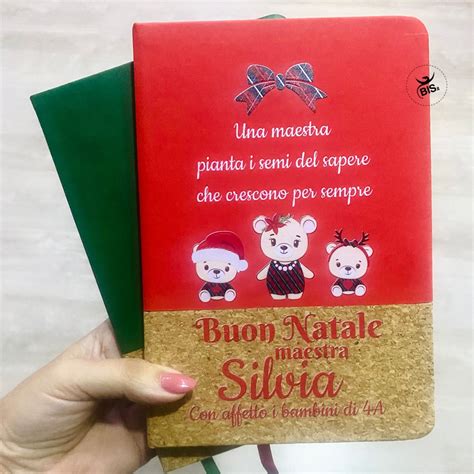 BIS
Una maestra
pianta i semi del sapere
che crescono per sempre
Buon Natale
maestra
Silvia
Con affetto i bambini di 4A